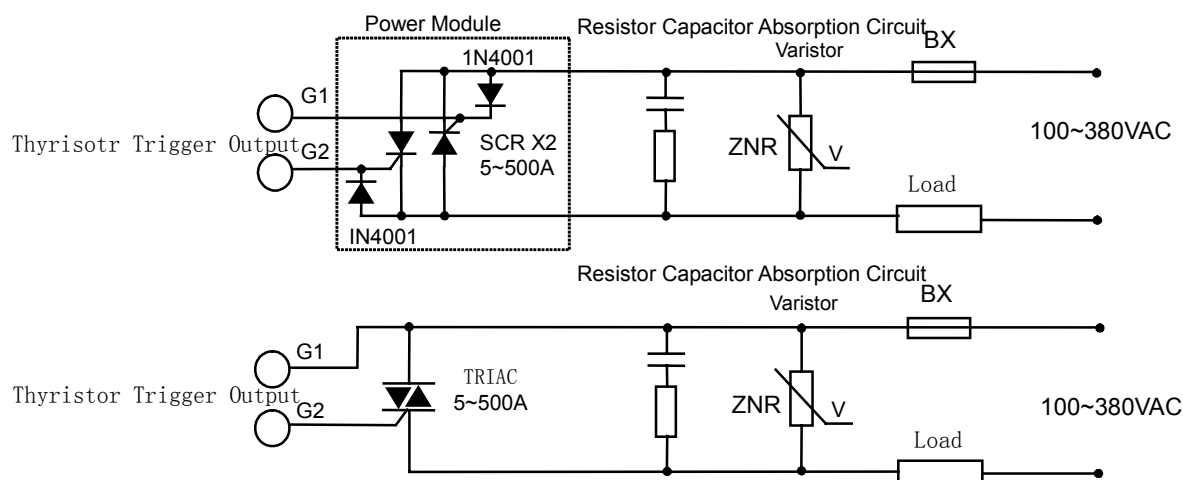 Power Module
Resistor Capacitor Absorption Circuit
Varistor
BX
1N4001
G1
Thyrisotr Trigger Output
G2
SCR X2
5~500A
ZNR
V
100~380VAC
Load
IN4001
Resistor Capacitor Absorption Circuit
Varistor
BX
G1
Thyristor Trigger Output
G2
TRIAC
5~500A
ZNR
V
100~380VAC
Load